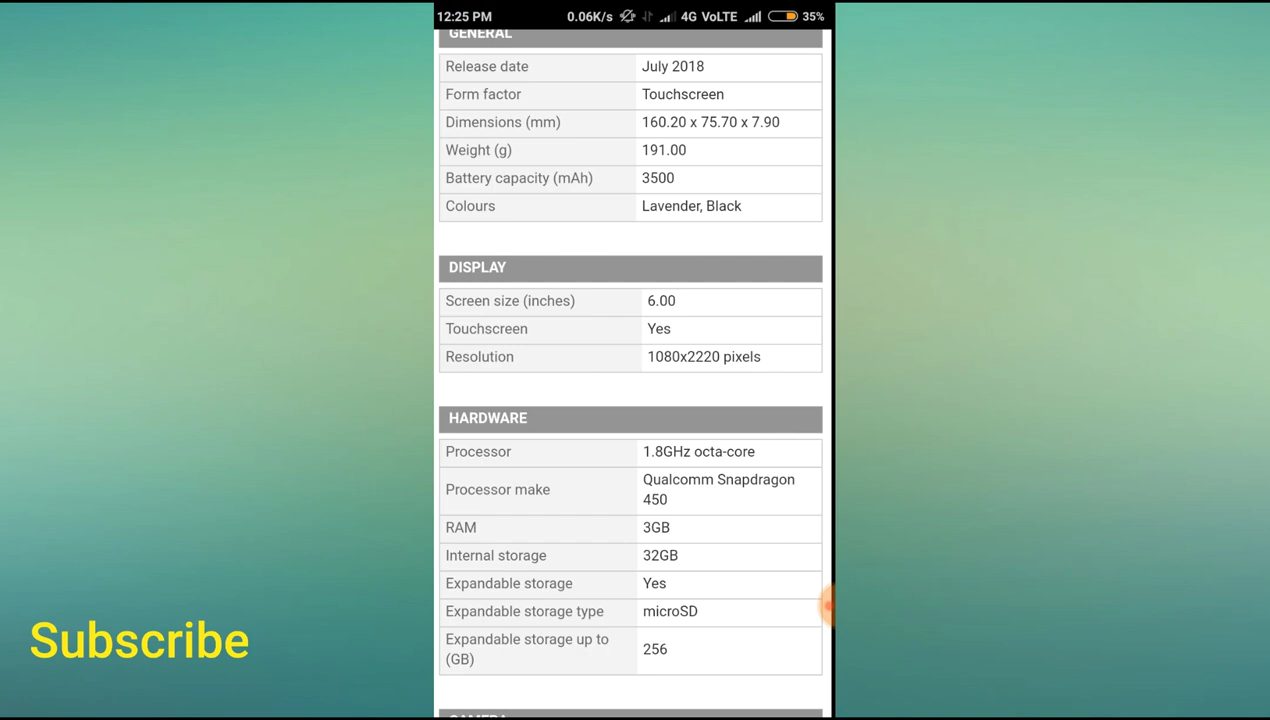 12:25 PM 0.06K/s 4G VoLTE 35%
GENERAL
Release date July 2018
Form factor Touchscreen
Dimensions (mm) 160.20 x 75.70 x 7.90
Weight (g) 191.00
Battery capacity (mAh) 3500
Colours Lavender, Black
DISPLAY
Screen size (inches) 6.00
Touchscreen Yes
Resolution 1080x2220 pixels
HARDWARE
Processor 1.8GHz octa-core
Processor make Qualcomm Snapdragon
450
RAM 3GB
Internal storage 32GB
Expandable storage Yes
Expandable storage type microSD
Expandable storage up to
(GB) 256
CAMERA
Subscribe